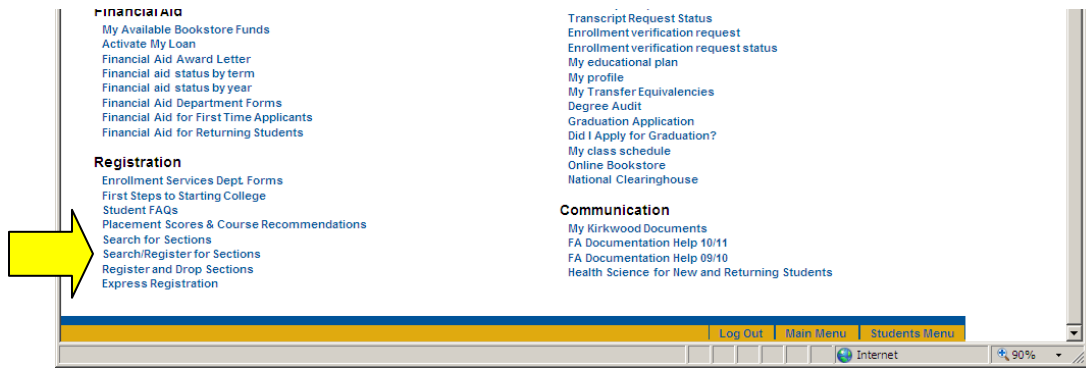 Financial Aid
My Available Bookstore Funds
Activate My Loan
Financial Aid Award Letter
Financial aid status by term
Financial aid status by year
Financial Aid Department Forms
Financial Aid for First Time Applicants
Financial Aid for Returning Students
Registration
Enrollment Services Dept. Forms
First Steps to Starting College
Student FAQs
Placement Scores & Course Recommendations
Search for Sections
Search/Register for Sections
Register and Drop Sections
Express Registration
Transcript Request Status
Enrollment verification request
Enrollment verification request status
My educational plan
My profile
My Transfer Equivalencies
Degree Audit
Graduation Application
Did I Apply for Graduation?
My class schedule
Online Bookstore
National Clearinghouse
Communication
My Kirkwood Documents
FA Documentation Help 10/11
FA Documentation Help 09/10
Health Science for New and Returning Students
Log Out Main Menu Students Menu
Internet 90%